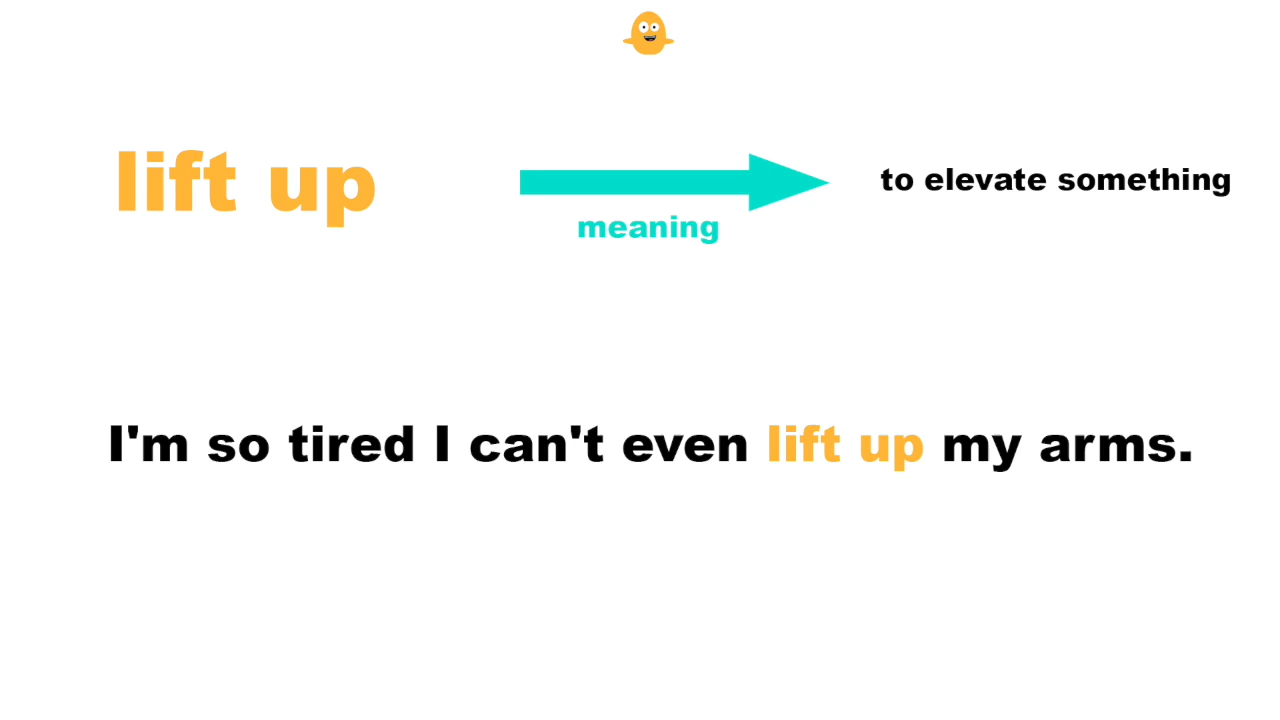 lift up
to elevate something
meaning
I'm so tired I can't even lift up my arms.